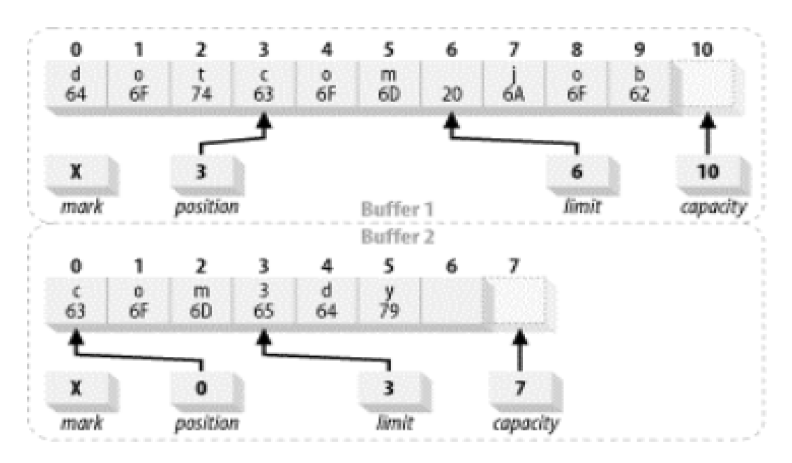 0 1 2 3 4 5 6 7 8 9 10
d o t c o m j o b
64 6F 74 63 6F 6D 20 6A 6F 62
X 3 6 10
mark position limit capacity
Buffer 1
Buffer 2
0 1 2 3 4 5 6 7
c o m 3 d y
63 6F 6D 65 64 79
X 0 3 7
mark position limit capacity